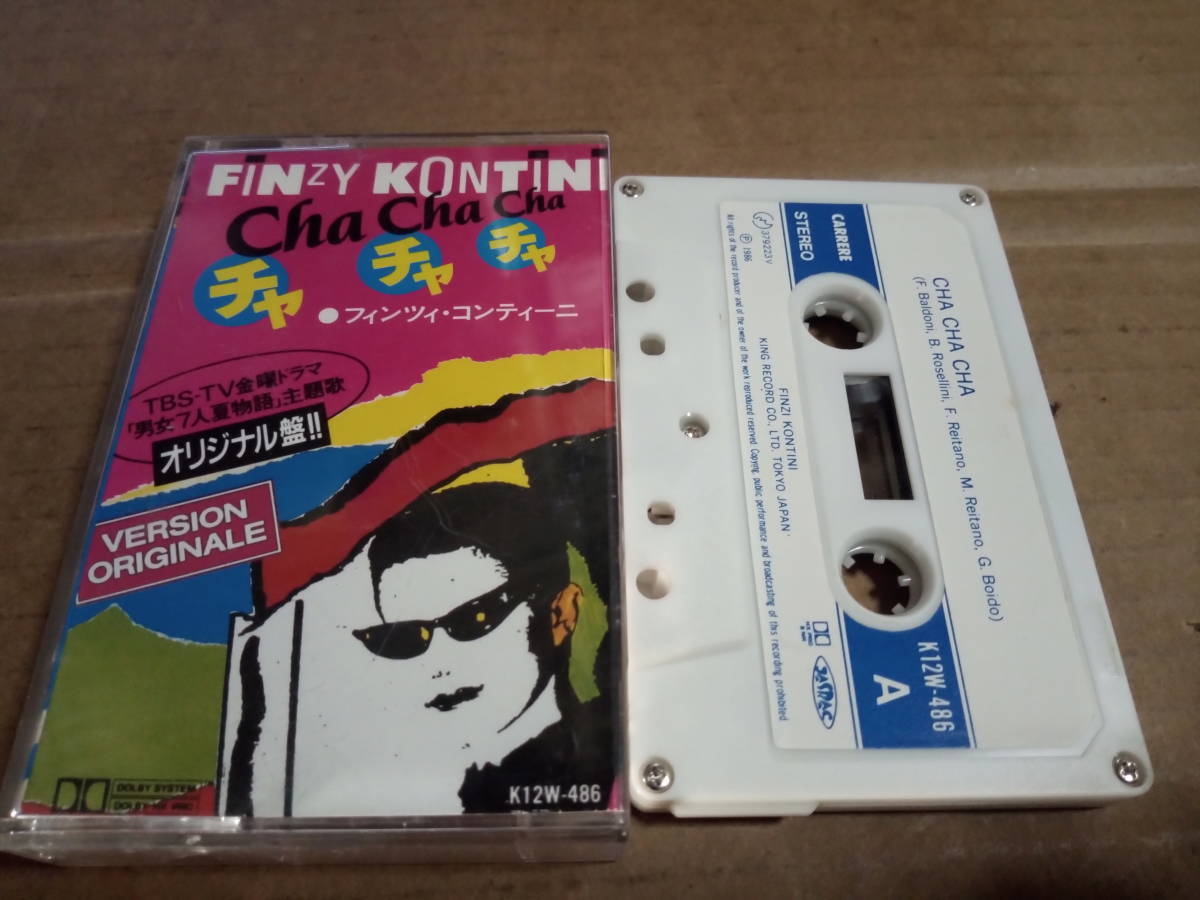 FiNZY KONTiNi
Cha Cha Cha
チャ チャ チャ
●フィンツィ・コンティーニ
TBS-TV金曜ドラマ
「男女7人夏物語」主題歌
オリジナル盤!!
VERSION
ORIGINALE
DOLBY SYSTEM
DOLBY HX PRO
K12W-486
CARRERE
STEREO
379223V
Ⓟ 1986
All rights of the record producer and of the owner of the work reproduced reserved. Copying, public performance and broadcasting of this recording prohibited
CHA CHA CHA
(F. Baldoni, B. Rosellini, F. Reitano, M. Reitano, G. Boido)
FINZI KONTINI
KING RECORD CO., LTD. TOKYO JAPAN
JASRAC
K12W-486
A